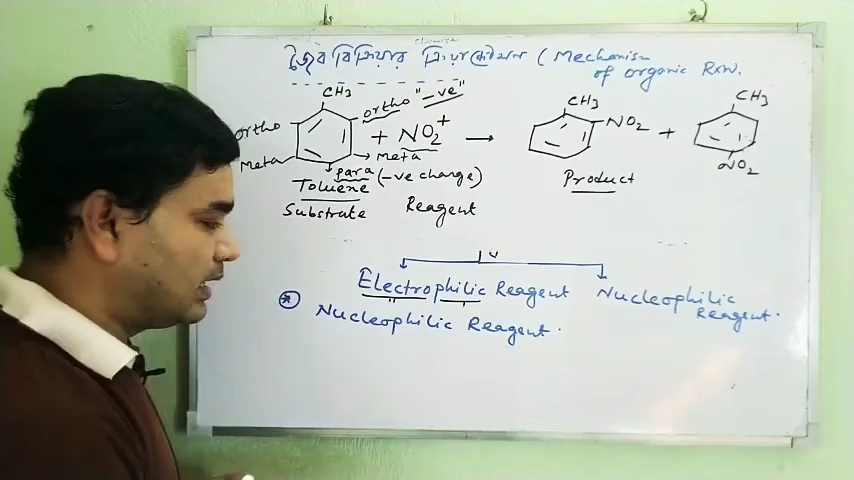 জৈব বিক্রিয়ার ক্রিয়াকৌশল ( Mechanism
of organic Rxn.
CH3
ortho
ortho
"-ve"
Meta
+ NO2+ →
meta
para
(-ve charge)
Toluene
Substrate
Reagent
CH3
NO2
+
CH3
NO2
Product
Electrophilic Reagent
Nucleophilic
Reagent.
* Nucleophilic Reagent.